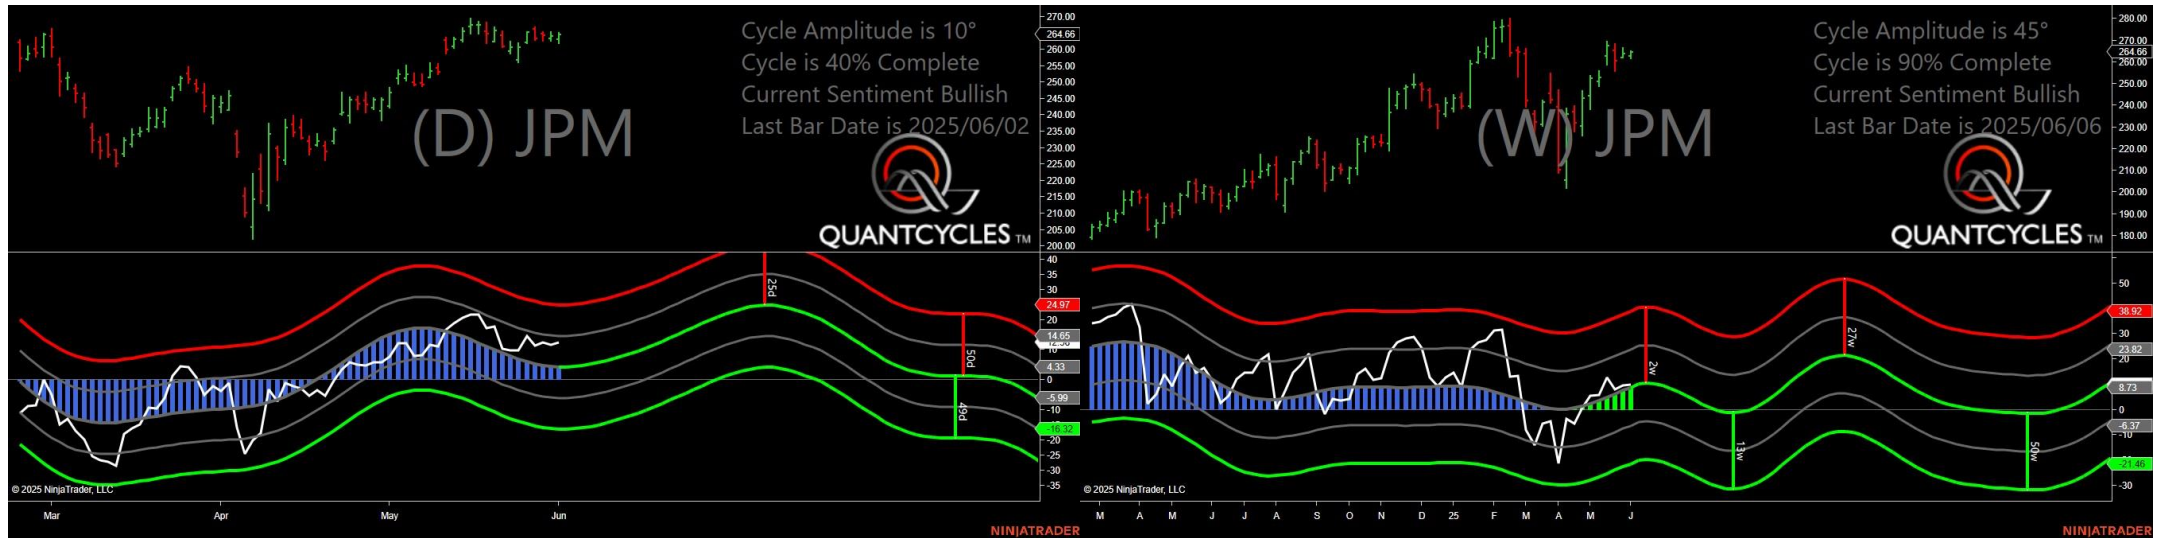 Cycle Amplitude is 10°
Cycle is 40% Complete
Current Sentiment Bullish
Last Bar Date is 2025/06/02
(D) JPM
QUANTCYCLES TM
270.00
264.66
260.00
255.00
250.00
245.00
240.00
235.00
230.00
225.00
220.00
215.00
210.00
205.00
200.00
40
35
30
24.97
20
14.65
10
4.33
0
-5.99
-10
-16.32
-20
-25
-30
-35
25d
50d
49d
© 2025 NinjaTrader, LLC
Mar Apr May Jun
NINJATRADER
Cycle Amplitude is 45°
Cycle is 90% Complete
Current Sentiment Bullish
Last Bar Date is 2025/06/06
(W) JPM
QUANTCYCLES TM
280.00
270.00
264.66
260.00
250.00
240.00
230.00
220.00
210.00
200.00
190.00
180.00
50
38.92
30
23.82
20
8.73
0
-6.37
-10
-21.46
-30
2w
27w
13w
50w
© 2025 NinjaTrader, LLC
M A M J J A S O N D 25 F M A M J
NINJATRADER